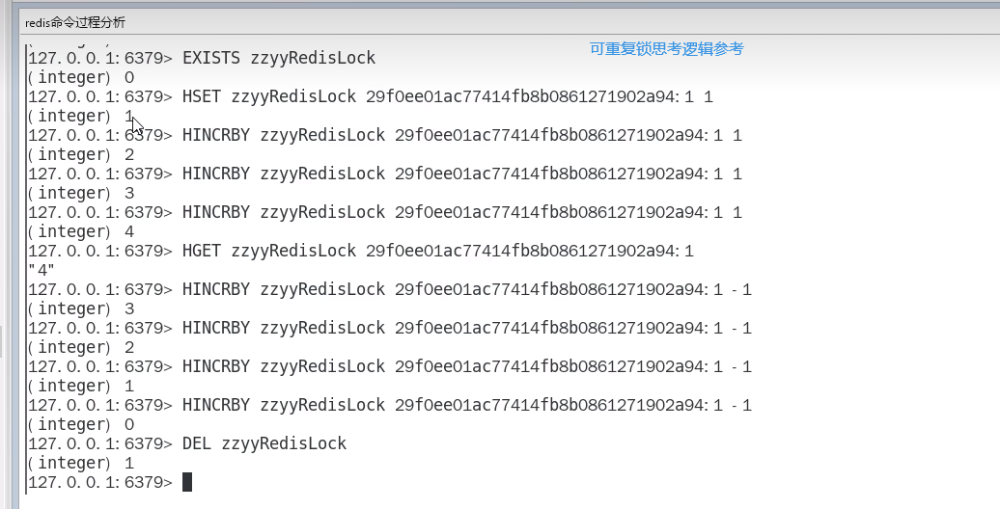 redis命令过程分析
可重复锁思考逻辑参考
127.0.0.1:6379> EXISTS zzyyRedisLock
(integer) 0
127.0.0.1:6379> HSET zzyyRedisLock 29f0ee01ac77414fb8b0861271902a94:1 1
(integer) 1
127.0.0.1:6379> HINCRBY zzyyRedisLock 29f0ee01ac77414fb8b0861271902a94:1 1
(integer) 2
127.0.0.1:6379> HINCRBY zzyyRedisLock 29f0ee01ac77414fb8b0861271902a94:1 1
(integer) 3
127.0.0.1:6379> HINCRBY zzyyRedisLock 29f0ee01ac77414fb8b0861271902a94:1 1
(integer) 4
127.0.0.1:6379> HGET zzyyRedisLock 29f0ee01ac77414fb8b0861271902a94:1
"4"
127.0.0.1:6379> HINCRBY zzyyRedisLock 29f0ee01ac77414fb8b0861271902a94:1 -1
(integer) 3
127.0.0.1:6379> HINCRBY zzyyRedisLock 29f0ee01ac77414fb8b0861271902a94:1 -1
(integer) 2
127.0.0.1:6379> HINCRBY zzyyRedisLock 29f0ee01ac77414fb8b0861271902a94:1 -1
(integer) 1
127.0.0.1:6379> HINCRBY zzyyRedisLock 29f0ee01ac77414fb8b0861271902a94:1 -1
(integer) 0
127.0.0.1:6379> DEL zzyyRedisLock
(integer) 1
127.0.0.1:6379>